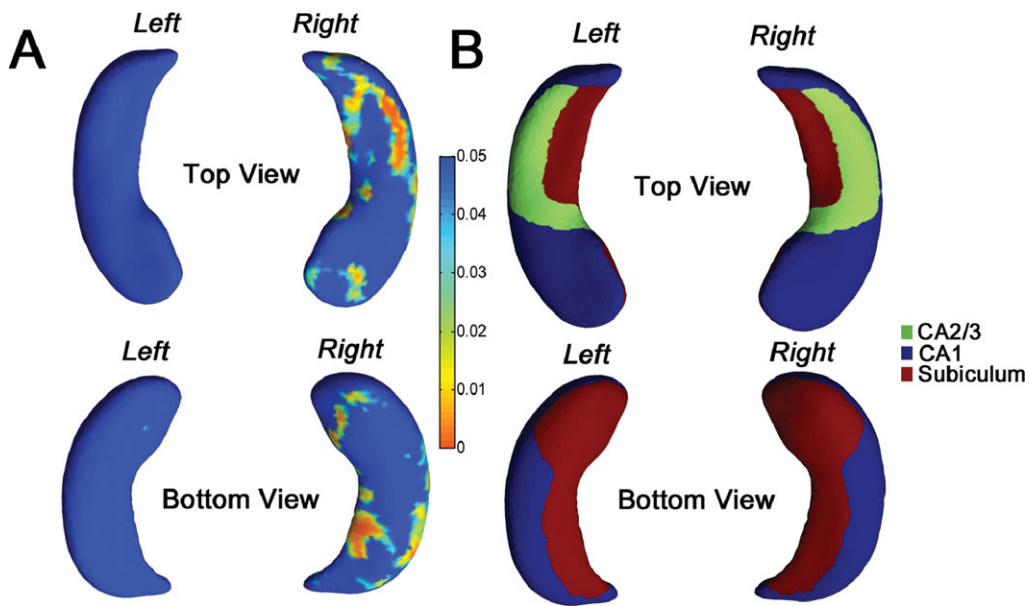 A
Left
Right
Top View
Left
Right
Bottom View
0.05
0.04
0.03
0.02
0.01
0
B
Left
Right
Top View
Left
Right
Bottom View
CA2/3
CA1
Subiculum